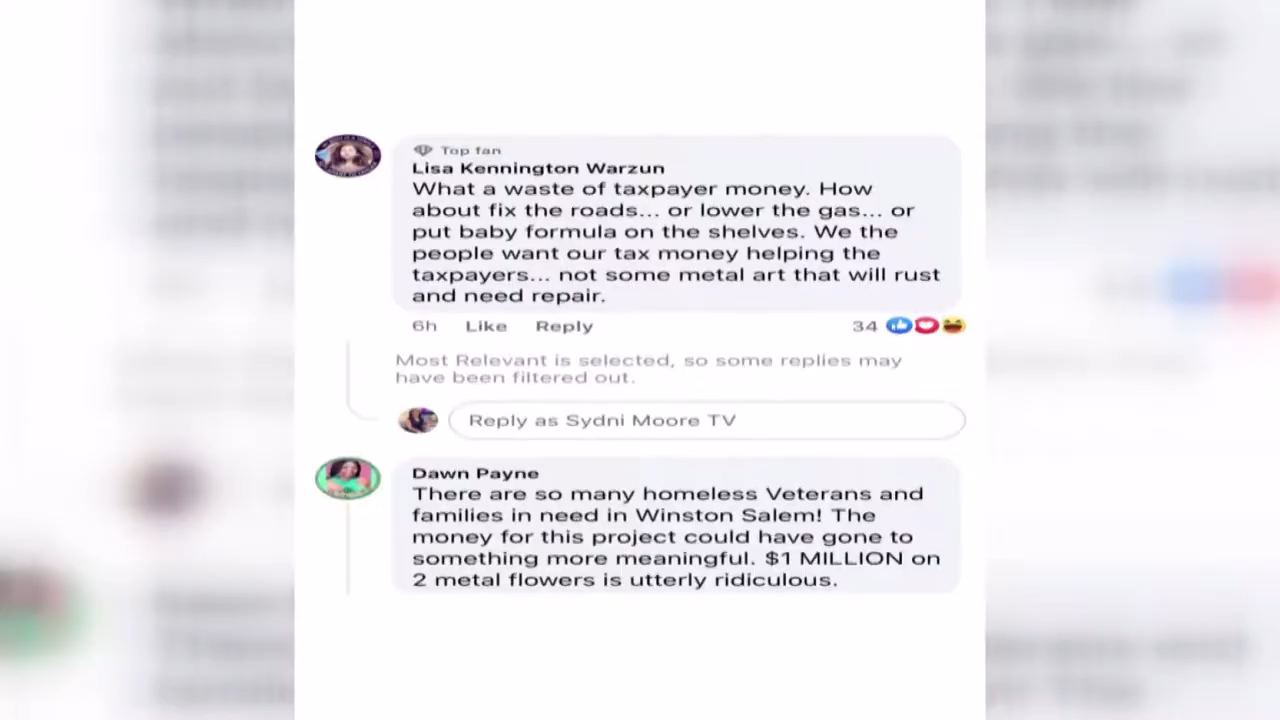 Top fan
Lisa Kennington Warzun
What a waste of taxpayer money. How
about fix the roads... or lower the gas... or
put baby formula on the shelves. We the
people want our tax money helping the
taxpayers... not some metal art that will rust
and need repair.
6h Like Reply 34
Most Relevant is selected, so some replies may
have been filtered out.
Reply as Sydni Moore TV
Dawn Payne
There are so many homeless Veterans and
families in need in Winston Salem! The
money for this project could have gone to
something more meaningful. $1 MILLION on
2 metal flowers is utterly ridiculous.